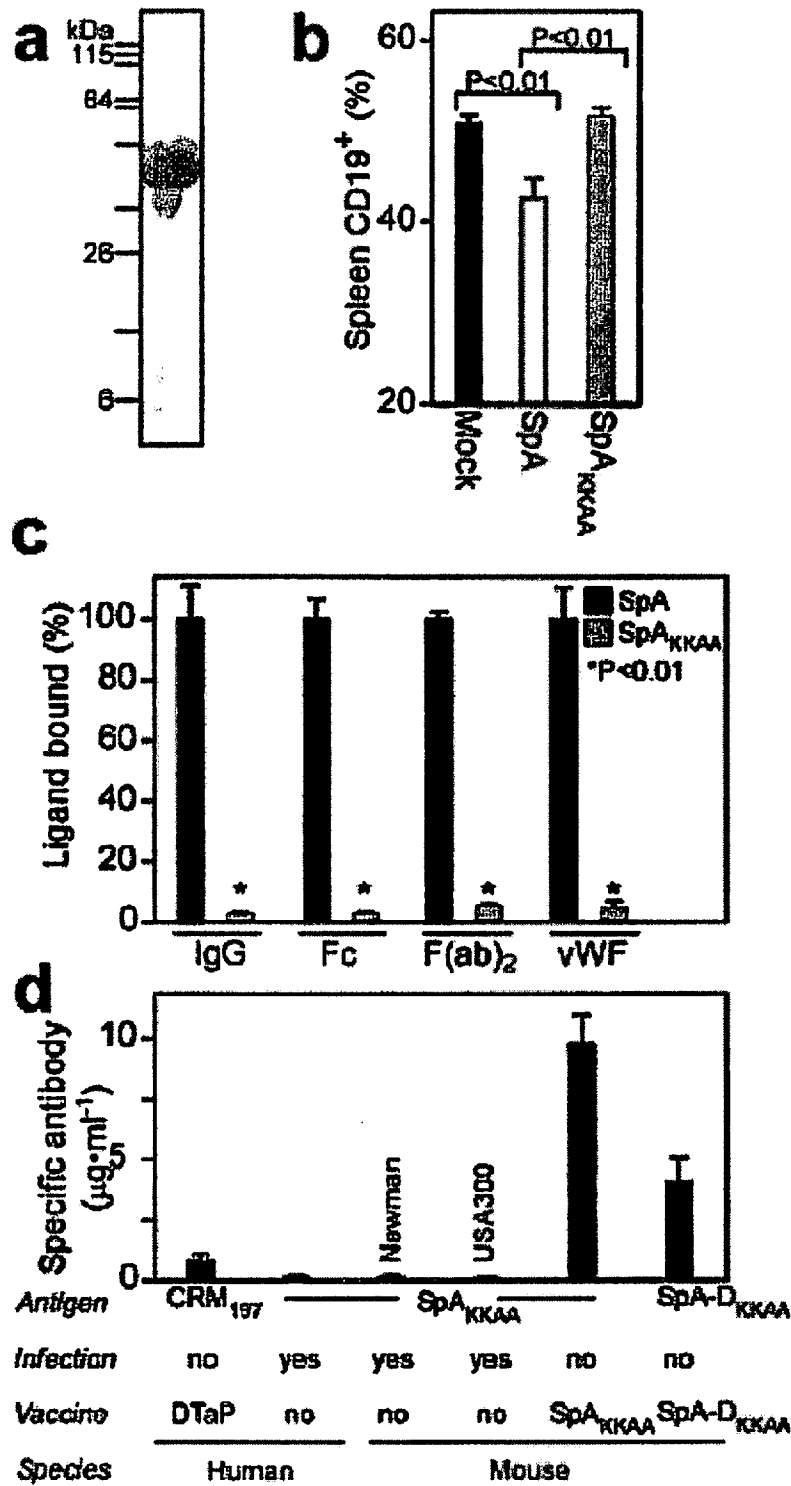 a
kDa
115
64
26
6
b
Spleen CD19+ (%)
60
40
20
P<0.01
P<0.01
Mock
SpA
SpAKKAA
c
Ligand bound (%)
100
80
60
40
20
0
SpA
SpAKKAA
*P<0.01
* * * *
IgG Fc F(ab)2 vWF
d
Specific antibody
(µg•ml-1)
10
5
0
Newman
USA300
Antigen CRM197 SpAKKAA SpA-DKKAA
Infection no yes yes yes no no
Vaccine DTaP no no no SpAKKAA SpA-DKKAA
Species Human Mouse